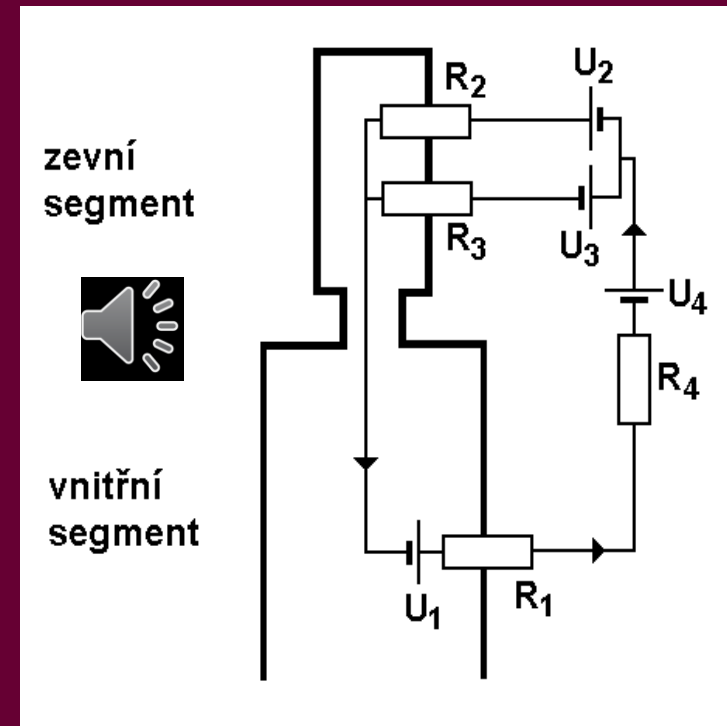 U₂
R₂
zevní
segment
R₃
U₃
U₄
R₄
vnitřní
segment
U₁
R₁